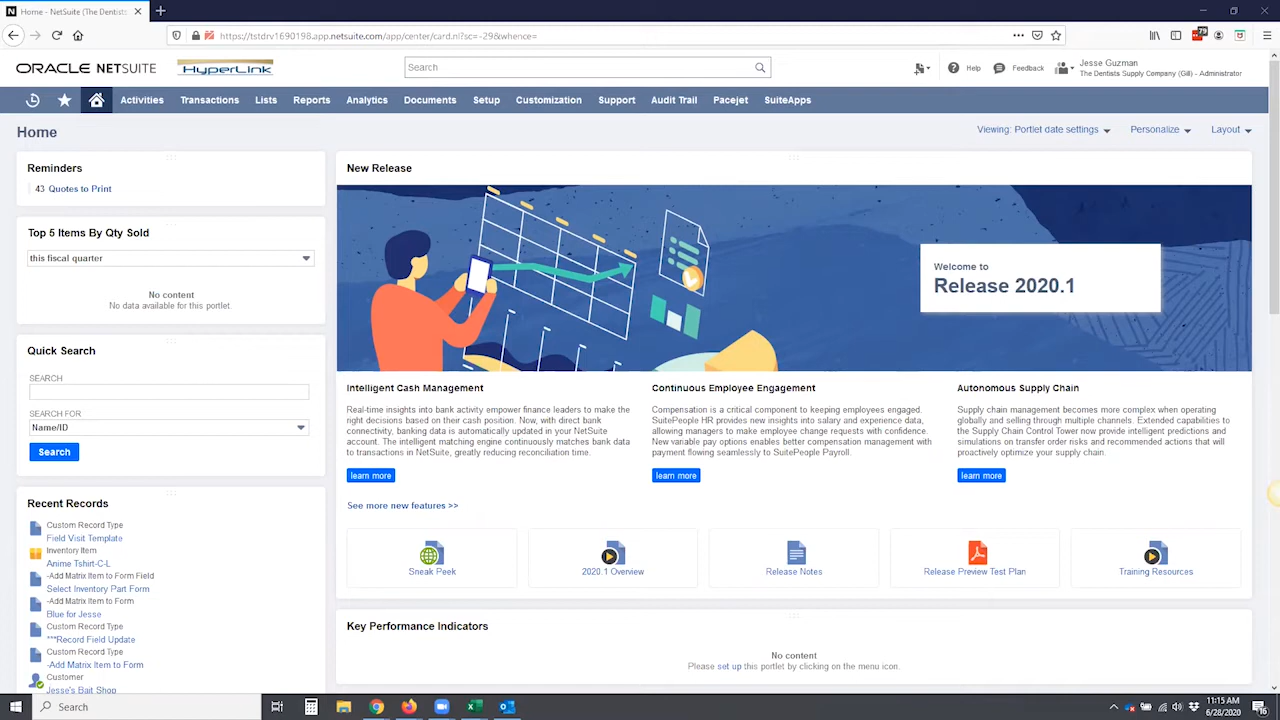 Home - NetSuite (The Dentists
https://tstdrv1690198.app.netsuite.com/app/center/card.nl?sc=-29&whence=
79
ORACLE NETSUITE
HyperLink
Search
Help
Feedback
Jesse Guzman
The Dentists Supply Company (Gill) - Administrator
Activities
Transactions
Lists
Reports
Analytics
Documents
Setup
Customization
Support
Audit Trail
Pacejet
SuiteApps
Home
Viewing: Portlet date settings
Personalize
Layout
Reminders
43 Quotes to Print
Top 5 Items By Qty Sold
this fiscal quarter
No content
No data available for this portlet.
Quick Search
SEARCH
SEARCH FOR
Name/ID
Search
Recent Records
Custom Record Type
Field Visit Template
Inventory Item
Anime Tshirt-C-L
-Add Matrix Item to Form Field
Select Inventory Part Form
-Add Matrix Item to Form
Blue for Jesse
Custom Record Type
***Record Field Update
Custom Record Type
-Add Matrix Item to Form
Customer
Jesse's Bait Shop
New Release
Welcome to
Release 2020.1
Intelligent Cash Management
Real-time insights into bank activity empower finance leaders to make the
right decisions based on their cash position. Now, with direct bank
connectivity, banking data is automatically updated in your NetSuite
account. The intelligent matching engine continuously matches bank data
to transactions in NetSuite, greatly reducing reconciliation time.
learn more
Continuous Employee Engagement
Compensation is a critical component to keeping employees engaged.
SuitePeople HR provides new insights into salary and experience data,
allowing managers to make employee change requests with confidence.
New variable pay options enables better compensation management with
payment flowing seamlessly to SuitePeople Payroll.
learn more
Autonomous Supply Chain
Supply chain management becomes more complex when operating
globally and selling through multiple channels. Extended capabilities to
the Supply Chain Control Tower now provide intelligent predictions and
simulations on transfer order risks and recommended actions that will
proactively optimize your supply chain.
learn more
See more new features >>
Sneak Peek
2020.1 Overview
Release Notes
Release Preview Test Plan
Training Resources
Key Performance Indicators
No content
Please set up this portlet by clicking on the menu icon.
Search
11:15 AM
6/28/2020